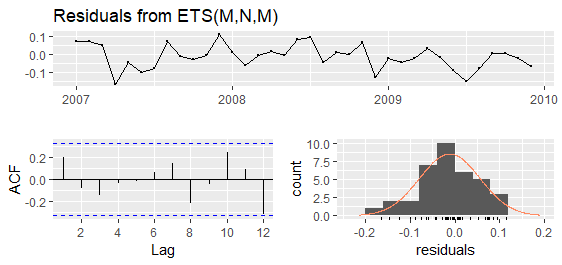 Residuals from ETS(M,N,M)
0.1
0.0
-0.1
2007 2008 2009 2010
ACF
0.2
0.0
-0.2
2 4 6 8 10 12
Lag
count
10.0
7.5
5.0
2.5
0.0
-0.2 -0.1 0.0 0.1 0.2
residuals